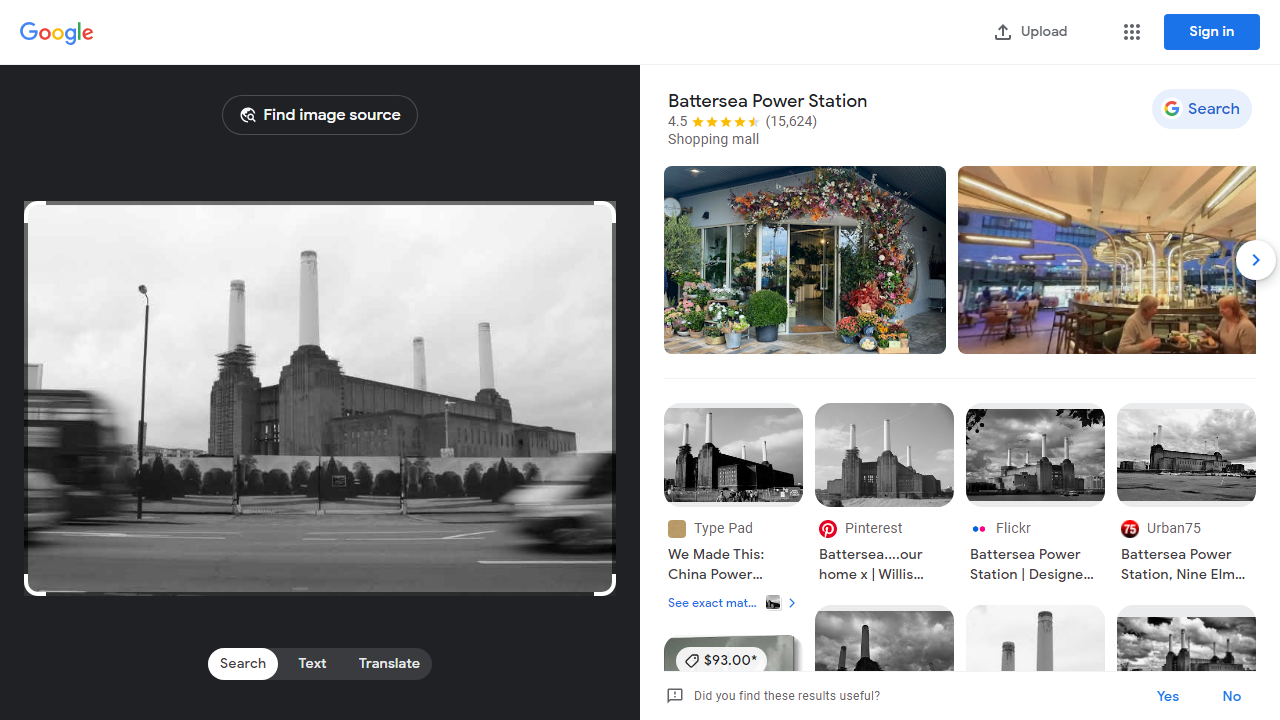 Google
Upload
Sign in
Find image source
Search
Text
Translate
Battersea Power Station
4.5 (15,624)
Shopping mall
Search
Type Pad
We Made This:
China Power...
See exact mat...
$93.00*
Pinterest
Battersea....our
home x | Willis...
Flickr
Battersea Power
Station | Designe...
75 Urban75
Battersea Power
Station, Nine Elm...
Did you find these results useful?
Yes
No